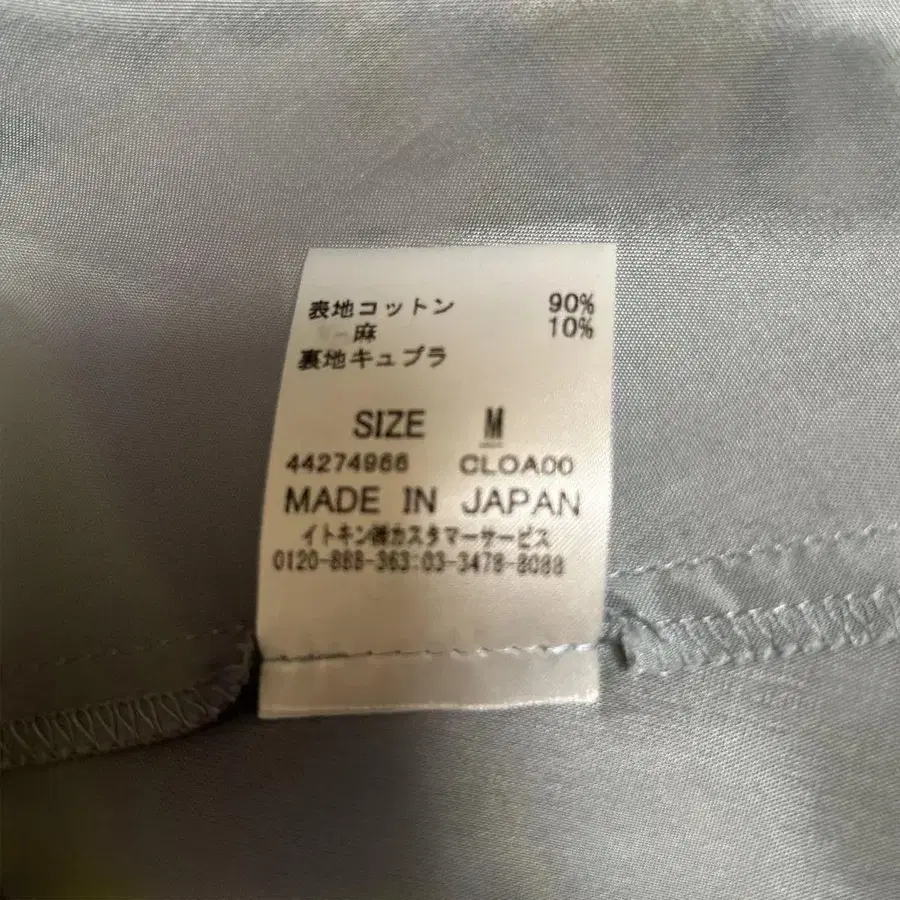 表地コットン 90%
麻 10%
裏地キュプラ
SIZE M
44274966 CLOA00
MADE IN JAPAN
イトキン㈱カスタマーサービス
0120-888-363:03-3478-8088